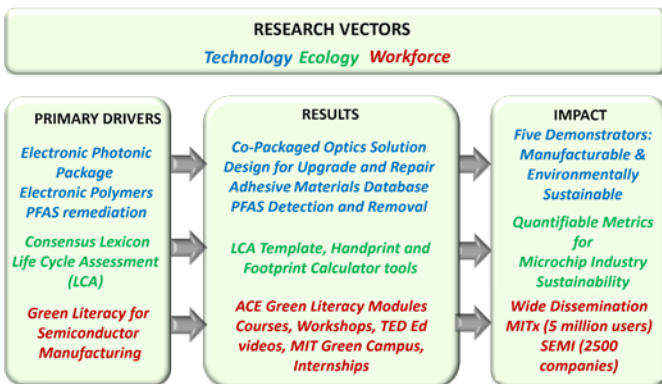 RESEARCH VECTORS
Technology Ecology Workforce
PRIMARY DRIVERS
Electronic Photonic
Package
Electronic Polymers
PFAS remediation
Consensus Lexicon
Life Cycle Assessment
(LCA)
Green Literacy for
Semiconductor
Manufacturing
RESULTS
Co-Packaged Optics Solution
Design for Upgrade and Repair
Adhesive Materials Database
PFAS Detection and Removal
LCA Template, Handprint and
Footprint Calculator tools
ACE Green Literacy Modules
Courses, Workshops, TED Ed
videos, MIT Green Campus,
Internships
IMPACT
Five Demonstrators:
Manufacturable &
Environmentally
Sustainable
Quantifiable Metrics
for
Microchip Industry
Sustainability
Wide Dissemination
MITx (5 million users)
SEMI (2500
companies)